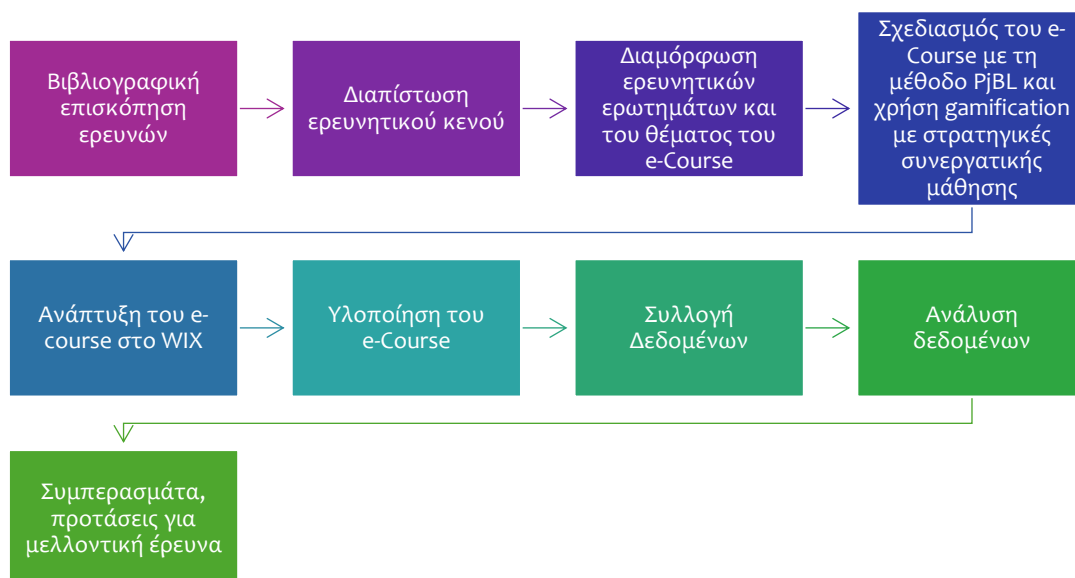 Βιβλιογραφική
επισκόπηση
ερευνών
Διαπίστωση
ερευνητικού κενού
Διαμόρφωση
ερευνητικών
ερωτημάτων και
του θέματος του
e-Course
Σχεδιασμός του e-
Course με τη
μέθοδο PjBL και
χρήση gamification
με στρατηγικές
συνεργατικής
μάθησης
Ανάπτυξη του e-
course στο WIX
Υλοποίηση του
e-Course
Συλλογή
Δεδομένων
Ανάλυση
δεδομένων
Συμπερασμάτα,
προτάσεις για
μελλοντική έρευνα